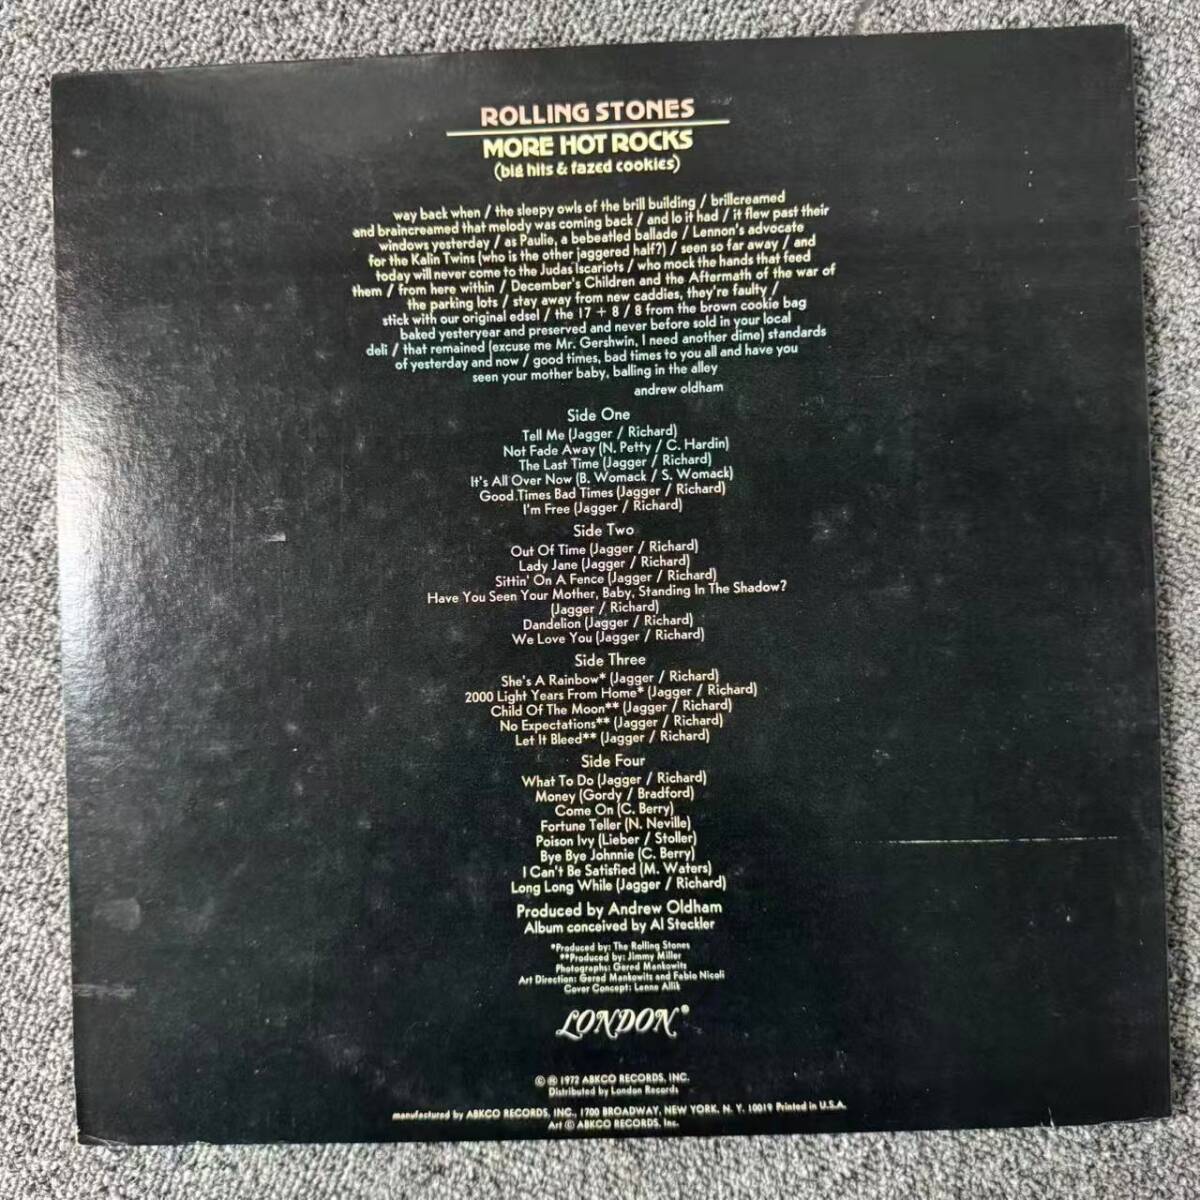 ROLLING STONES
MORE HOT ROCKS
(big hits & fazed cookies)
way back when / the sleepy owls of the brill building / brillcreamed
and braincreamed that melody was coming back / and lo it had / it flew past their
windows yesterday / as Paulie, a bebeatled ballade / Lennon's advocate
for the Kalin Twins (who is the other jaggered half?) / seen so far away / and
today will never come to the Judas Iscariots / who mock the hands that feed
them / from here within / December's Children and the Aftermath of the war of
the parking lots / stay away from new caddies, they're faulty /
stick with our original edsel / the 17 + 8 / 8 from the brown cookie bag
baked yesteryear and preserved and never before sold in your local
deli / that remained (excuse me Mr. Gershwin, I need another dime) standards
of yesterday and now / good times, bad times to you all and have you
seen your mother baby, balling in the alley
andrew oldham
Side One
Tell Me (Jagger / Richard)
Not Fade Away (N. Petty / C. Hardin)
The Last Time (Jagger / Richard)
It's All Over Now (B. Womack / S. Womack)
Good Times Bad Times (Jagger / Richard)
I'm Free (Jagger / Richard)
Side Two
Out Of Time (Jagger / Richard)
Lady Jane (Jagger / Richard)
Sittin' On A Fence (Jagger / Richard)
Have You Seen Your Mother, Baby, Standing In The Shadow?
(Jagger / Richard)
Dandelion (Jagger / Richard)
We Love You (Jagger / Richard)
Side Three
She's A Rainbow* (Jagger / Richard)
2000 Light Years From Home* (Jagger / Richard)
Child Of The Moon** (Jagger / Richard)
No Expectations** (Jagger / Richard)
Let It Bleed** (Jagger / Richard)
Side Four
What To Do (Jagger / Richard)
Money (Gordy / Bradford)
Come On (C. Berry)
Fortune Teller (N. Neville)
Poison Ivy (Lieber / Stoller)
Bye Bye Johnnie (C. Berry)
I Can't Be Satisfied (M. Waters)
Long Long While (Jagger / Richard)
Produced by Andrew Oldham
Album conceived by Al Steckler
*Produced by: The Rolling Stones
**Produced by: Jimmy Miller
Photographs: Gered Mankowitz
Art Direction: Gered Mankowitz and Fabio Nicoli
Cover Concept: Lenne Allik
LONDON®
© ℗ 1972 ABKCO RECORDS, INC.
Distributed by London Records
manufactured by ABKCO RECORDS, INC., 1700 BROADWAY, NEW YORK, N. Y. 10019 Printed in U.S.A.
Art © ABKCO RECORDS, Inc.